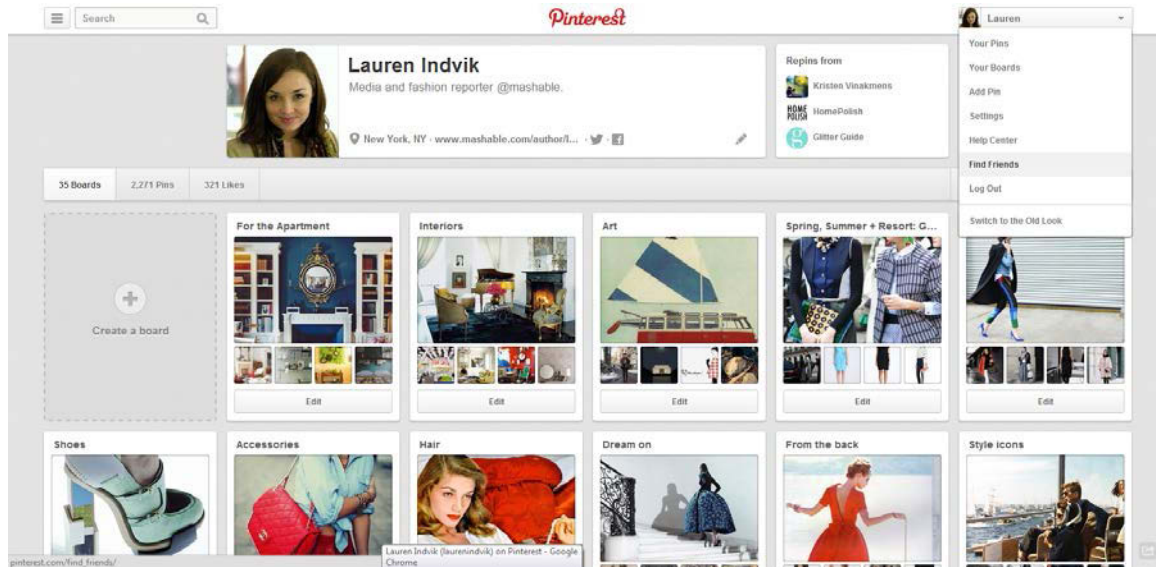 Search
Pinterest
Lauren
Your Pins
Your Boards
Add Pin
Settings
Help Center
Find Friends
Log Out
Switch to the Old Look
Lauren Indvik
Media and fashion reporter @mashable.
New York, NY · www.mashable.com/author/l... ·
Repins from
Kristen Vinakmens
HOME POLISH
HomePolish
Glitter Guide
35 Boards
2,271 Pins
321 Likes
Create a board
For the Apartment
Edit
Interiors
Edit
Art
Edit
Spring, Summer + Resort: G...
Edit
Edit
Shoes
Accessories
Hair
Dream on
From the back
Style icons
Lauren Indvik (laurenindvik) on Pinterest - Google
Chrome
pinterest.com/find_friends/